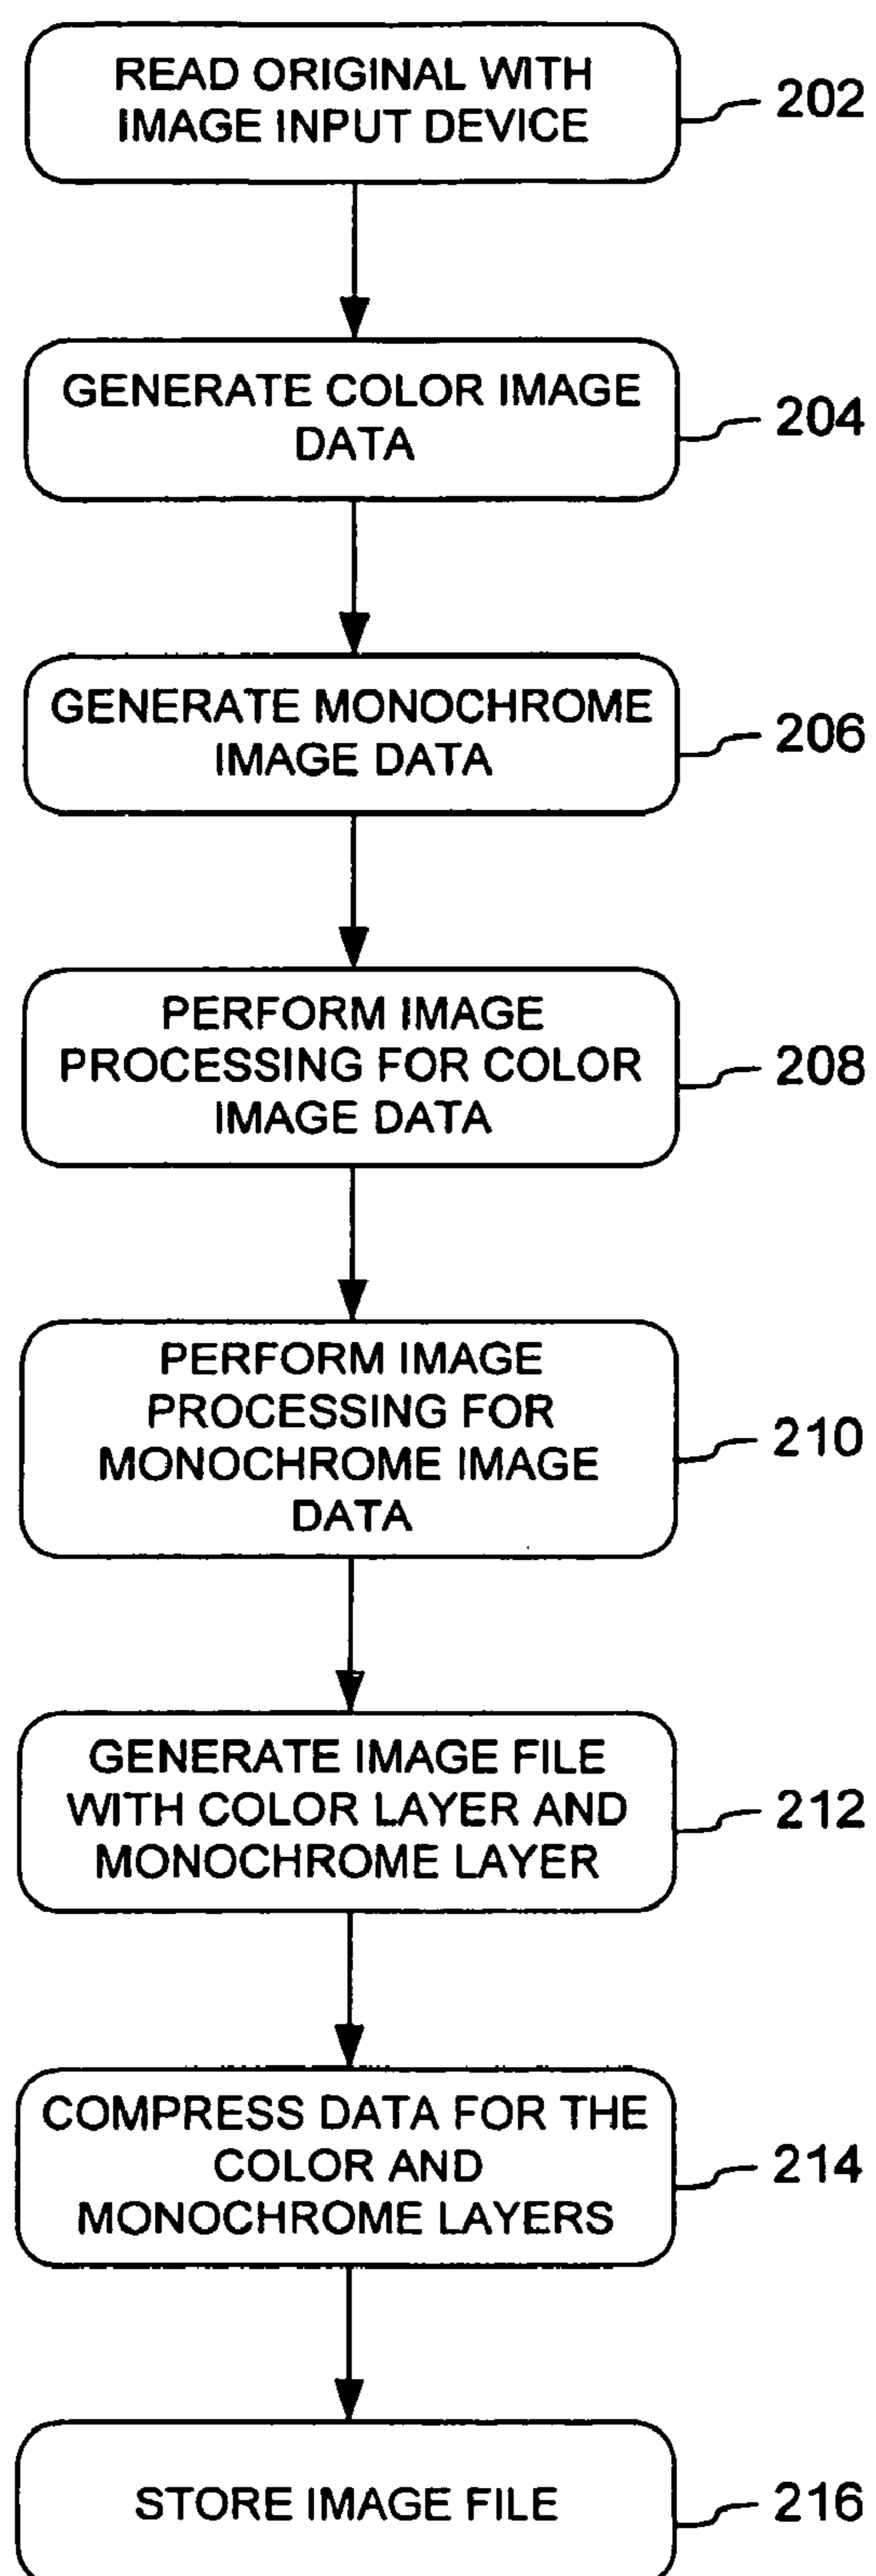 READ ORIGINAL WITH
IMAGE INPUT DEVICE
202
GENERATE COLOR IMAGE
DATA
204
GENERATE MONOCHROME
IMAGE DATA
206
PERFORM IMAGE
PROCESSING FOR COLOR
IMAGE DATA
208
PERFORM IMAGE
PROCESSING FOR
MONOCHROME IMAGE
DATA
210
GENERATE IMAGE FILE
WITH COLOR LAYER AND
MONOCHROME LAYER
212
COMPRESS DATA FOR THE
COLOR AND
MONOCHROME LAYERS
214
STORE IMAGE FILE
216